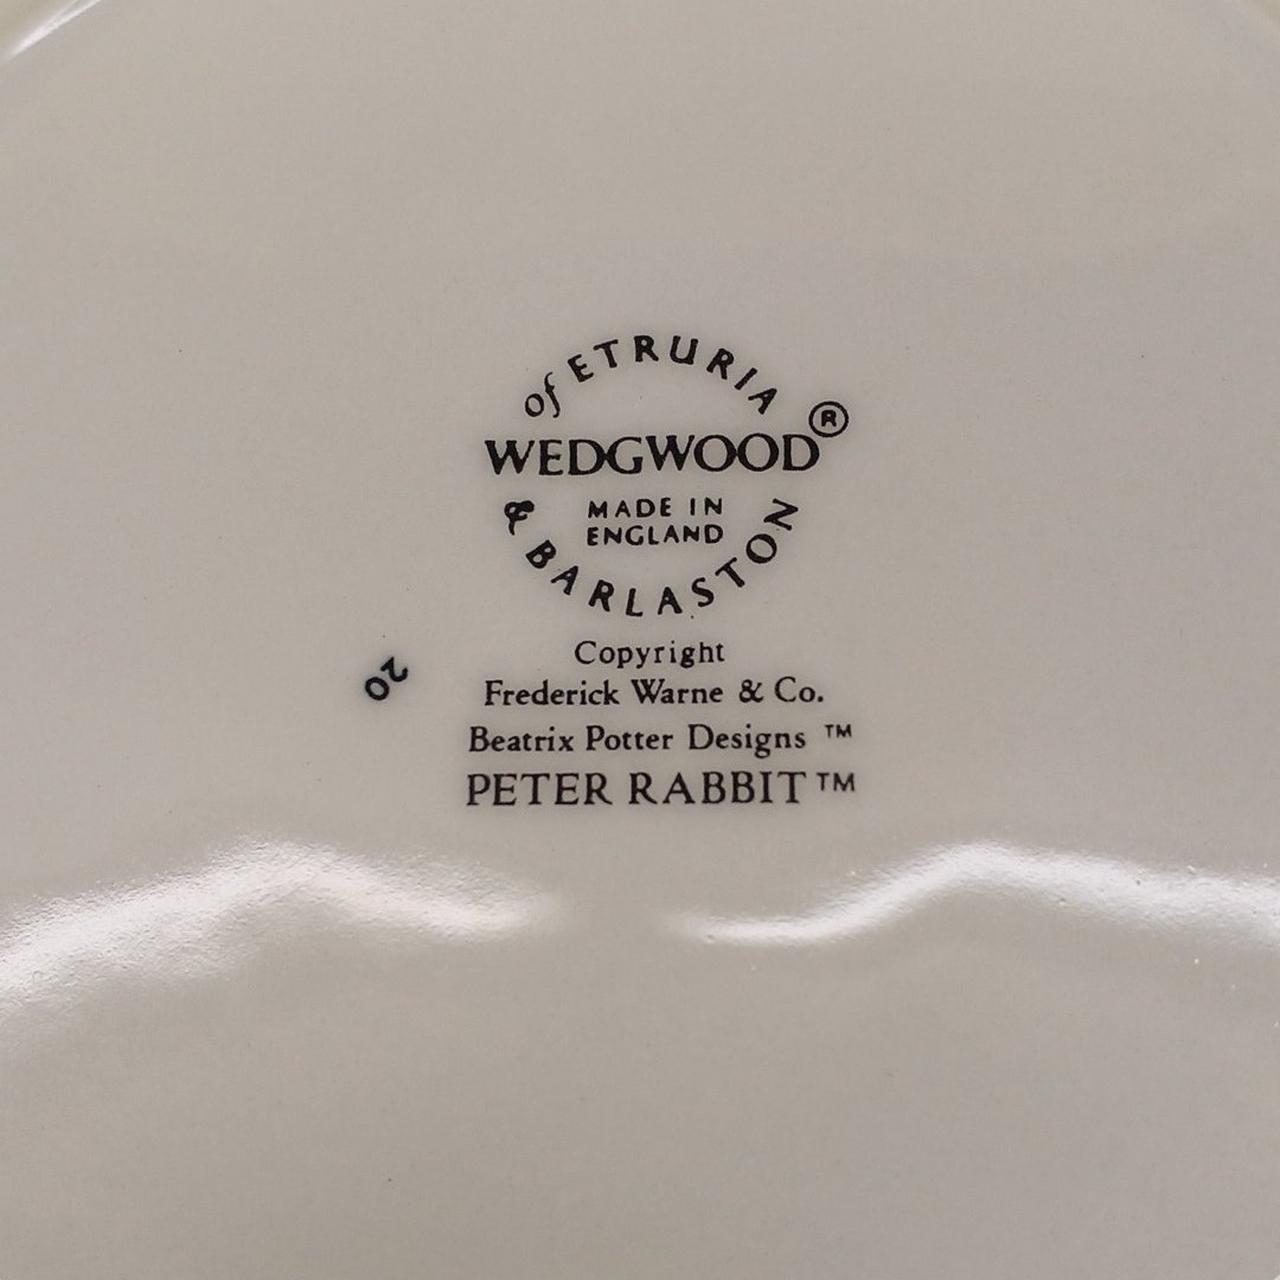 of ETRURIA
WEDGWOOD®
MADE IN
ENGLAND
& BARLASTON
Copyright
20
Frederick Warne & Co.
Beatrix Potter Designs ™
PETER RABBIT™